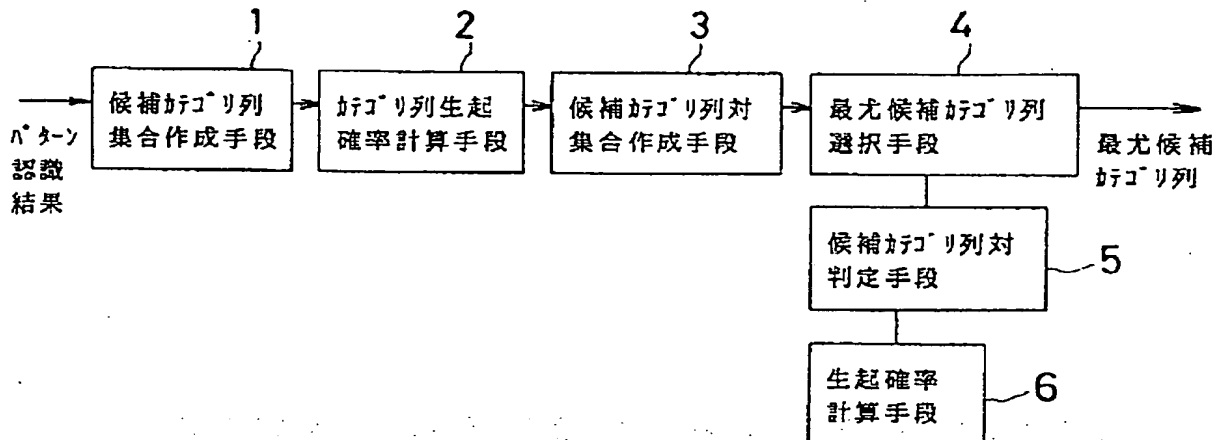 1
2
3
4
候補ｶﾃｺﾞﾘ列
集合作成手段
ｶﾃｺﾞﾘ列生起
確率計算手段
候補ｶﾃｺﾞﾘ列対
集合作成手段
最尤候補ｶﾃｺﾞﾘ列
選択手段
ﾊﾟﾀｰﾝ
認識
結果
最尤候補
ｶﾃｺﾞﾘ列
候補ｶﾃｺﾞﾘ列対
判定手段
5
生起確率
計算手段
6